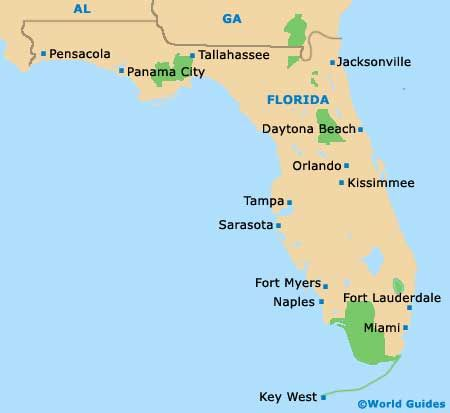 AL
GA
Pensacola
Tallahassee
Panama City
Jacksonville
FLORIDA
Daytona Beach
Orlando
Kissimmee
Tampa
Sarasota
Fort Myers
Naples
Fort Lauderdale
Miami
Key West
©World Guides